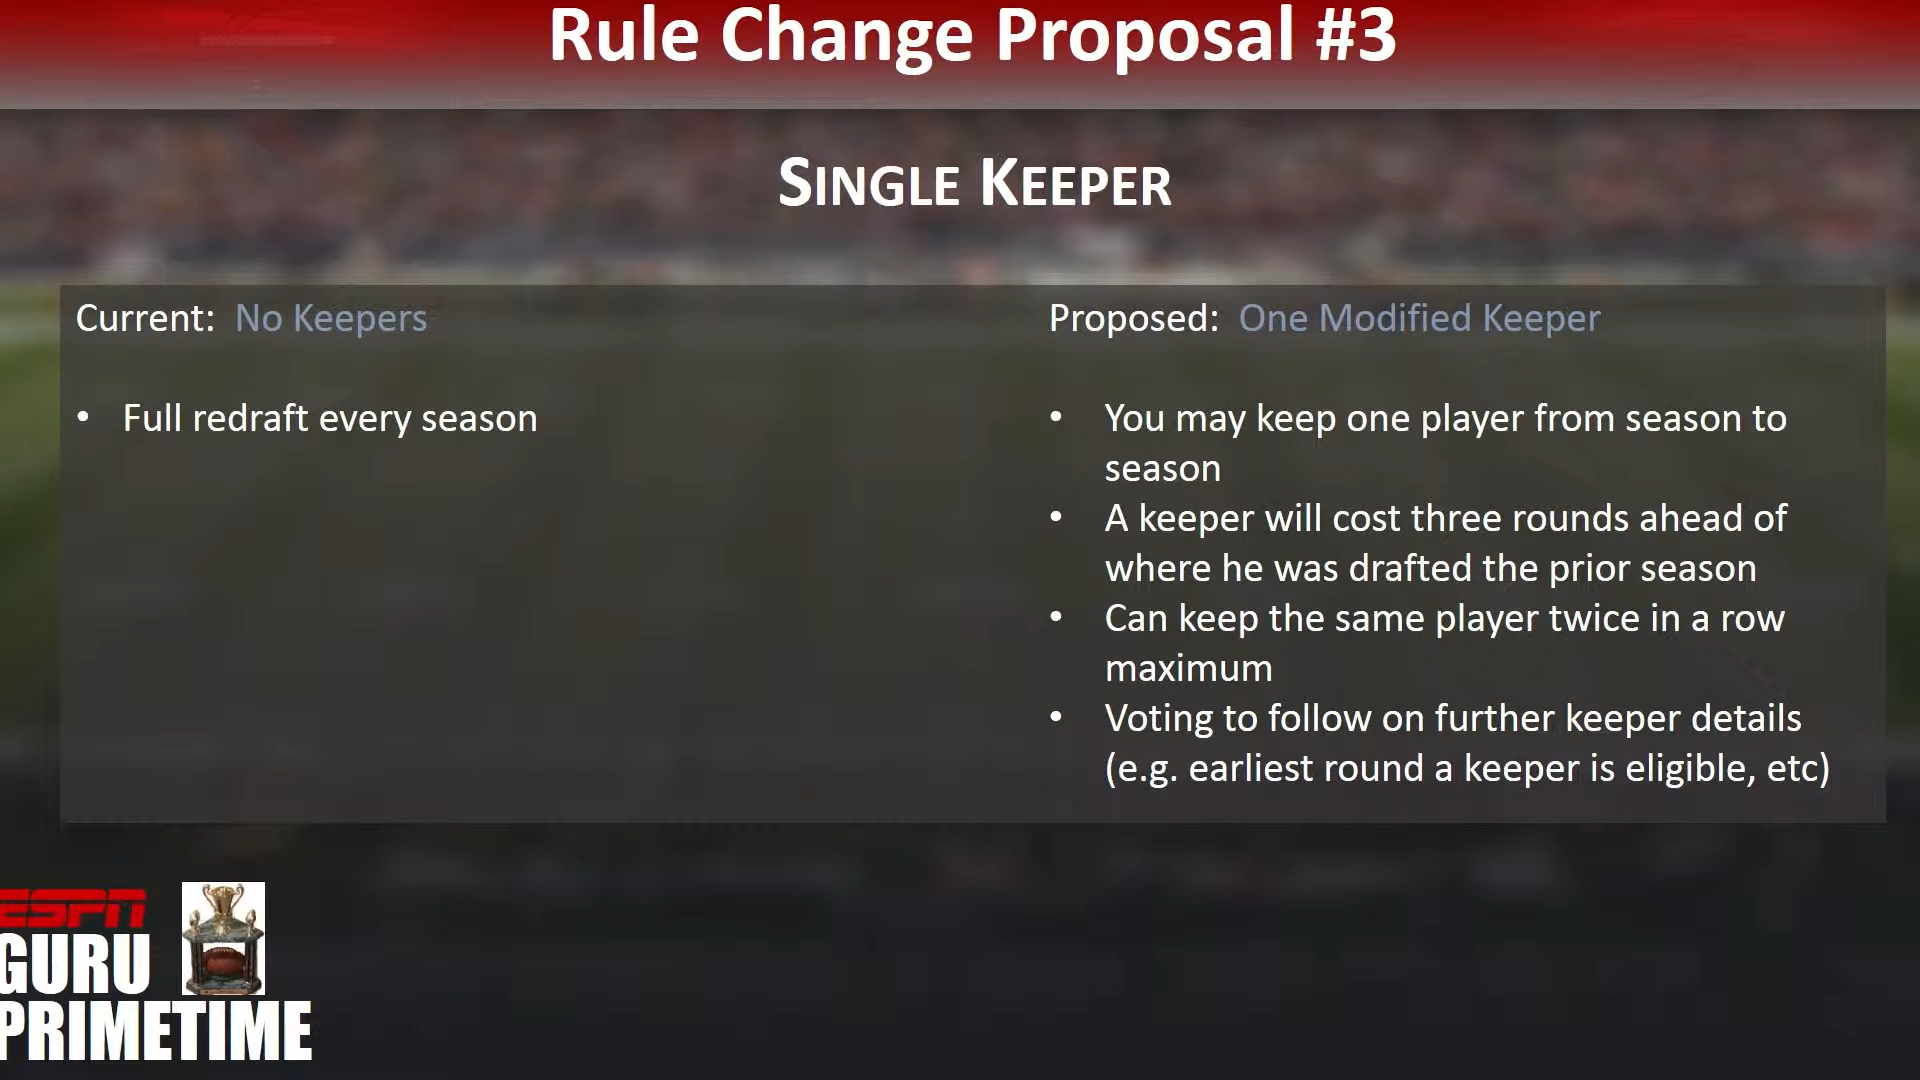 Rule Change Proposal #3
SINGLE KEEPER
Current: No Keepers
• Full redraft every season
Proposed: One Modified Keeper
• You may keep one player from season to
season
• A keeper will cost three rounds ahead of
where he was drafted the prior season
• Can keep the same player twice in a row
maximum
• Voting to follow on further keeper details
(e.g. earliest round a keeper is eligible, etc)
ESPN
GURU
PRIMETIME